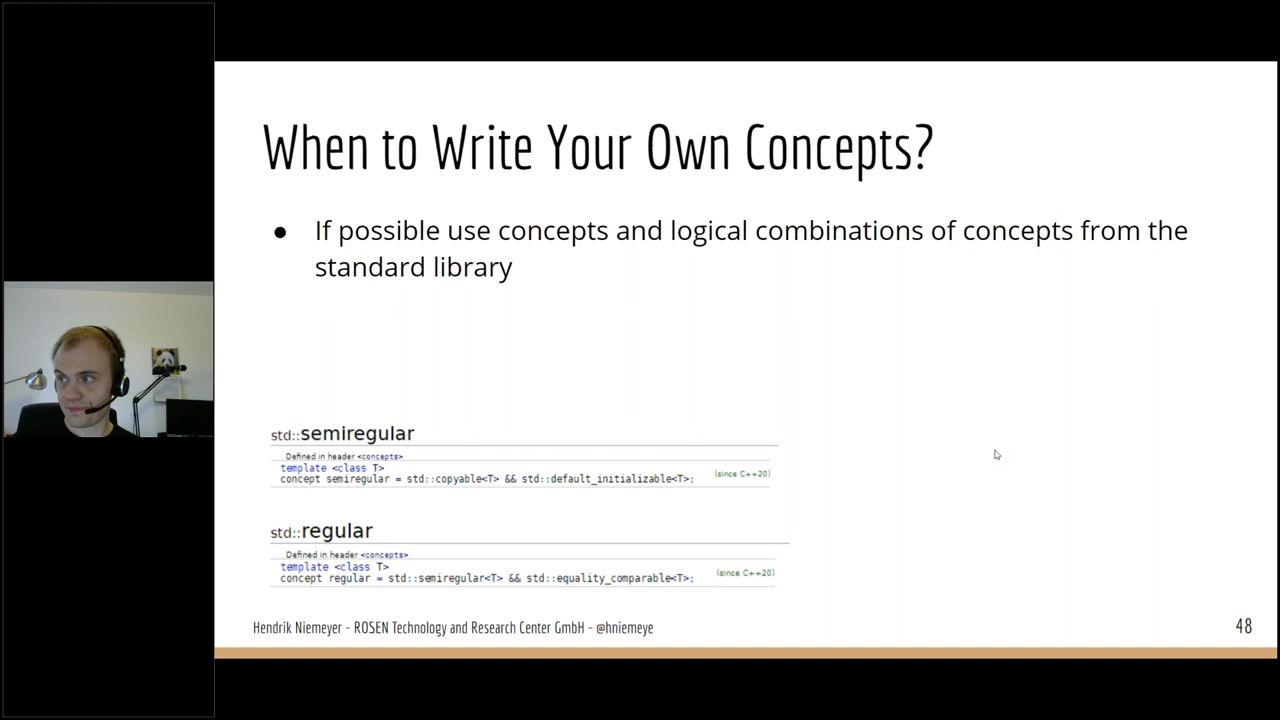 When to Write Your Own Concepts?
● If possible use concepts and logical combinations of concepts from the
standard library
std::semiregular
Defined in header <concepts>
template <class T>
concept semiregular = std::copyable<T> && std::default_initializable<T>;
(since C++20)
std::regular
Defined in header <concepts>
template <class T>
concept regular = std::semiregular<T> && std::equality_comparable<T>;
(since C++20)
Hendrik Niemeyer - ROSEN Technology and Research Center GmbH - @hniemeye
48